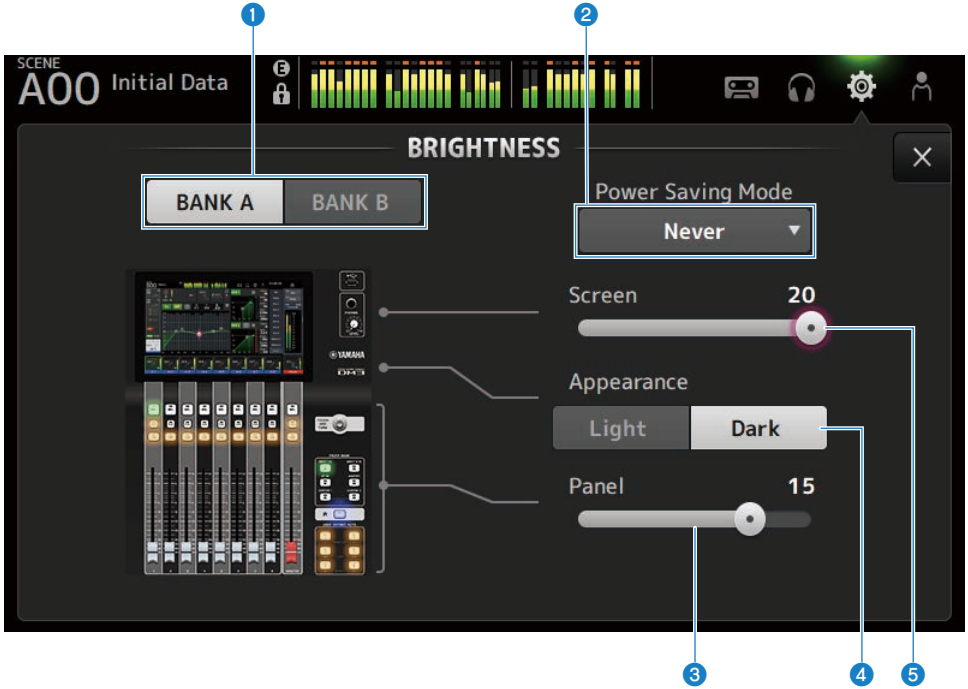 1
2
SCENE
A00 Initial Data
E
BRIGHTNESS
BANK A
BANK B
Power Saving Mode
Never
Screen
20
YAMAHA
DM3
Appearance
Light
Dark
Panel
15
3
4
5